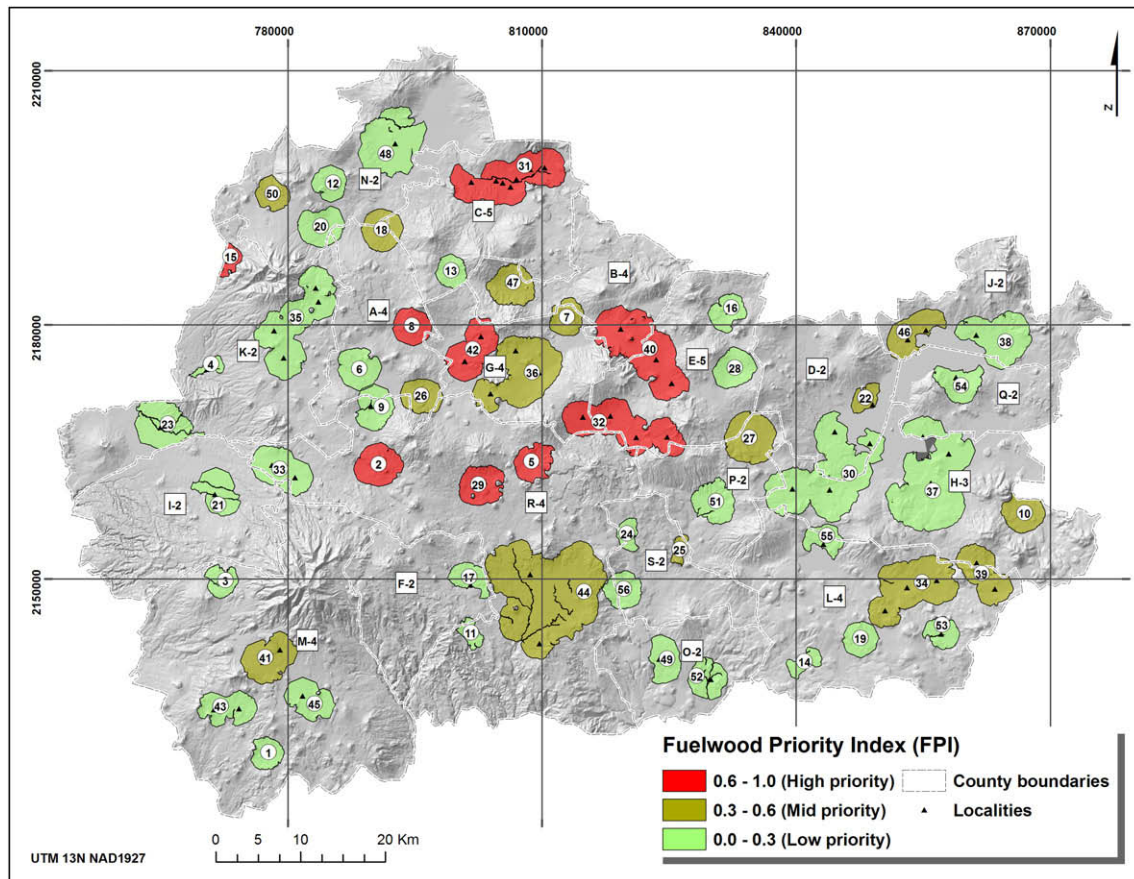 780000 810000 840000 870000
2210000
2180000
2150000
N
48
31
12
N-2
50
C-5
20
18
15
13
47
B-4
J-2
35
A-4
8
7
16
46
38
K-2
42
40
E-5
4
6
G-4
36
28
D-2
54
Q-2
9
26
22
23
32
27
33
2
5
30
I-2
21
29
R-4
P-2
51
37
H-3
10
24
55
S-2
25
3
F-2
17
44
56
L-4
34
39
11
19
53
M-4
41
O-2
49
14
52
43
45
1
Fuelwood Priority Index (FPI)
0.6 - 1.0 (High priority) County boundaries
0.3 - 0.6 (Mid priority) Localities
0.0 - 0.3 (Low priority)
0 5 10 20 Km
UTM 13N NAD1927